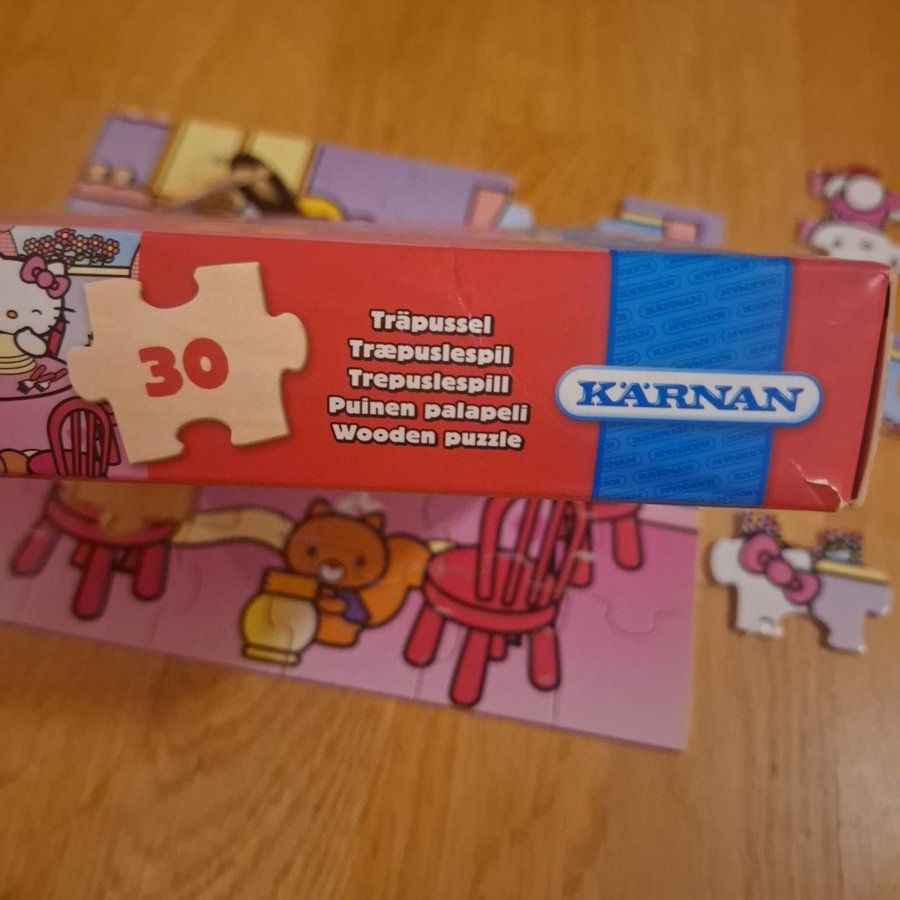 30
Träpussel
Træpuslespil
Trepuslespill
Puinen palapeli
Wooden puzzle
KÄRNAN